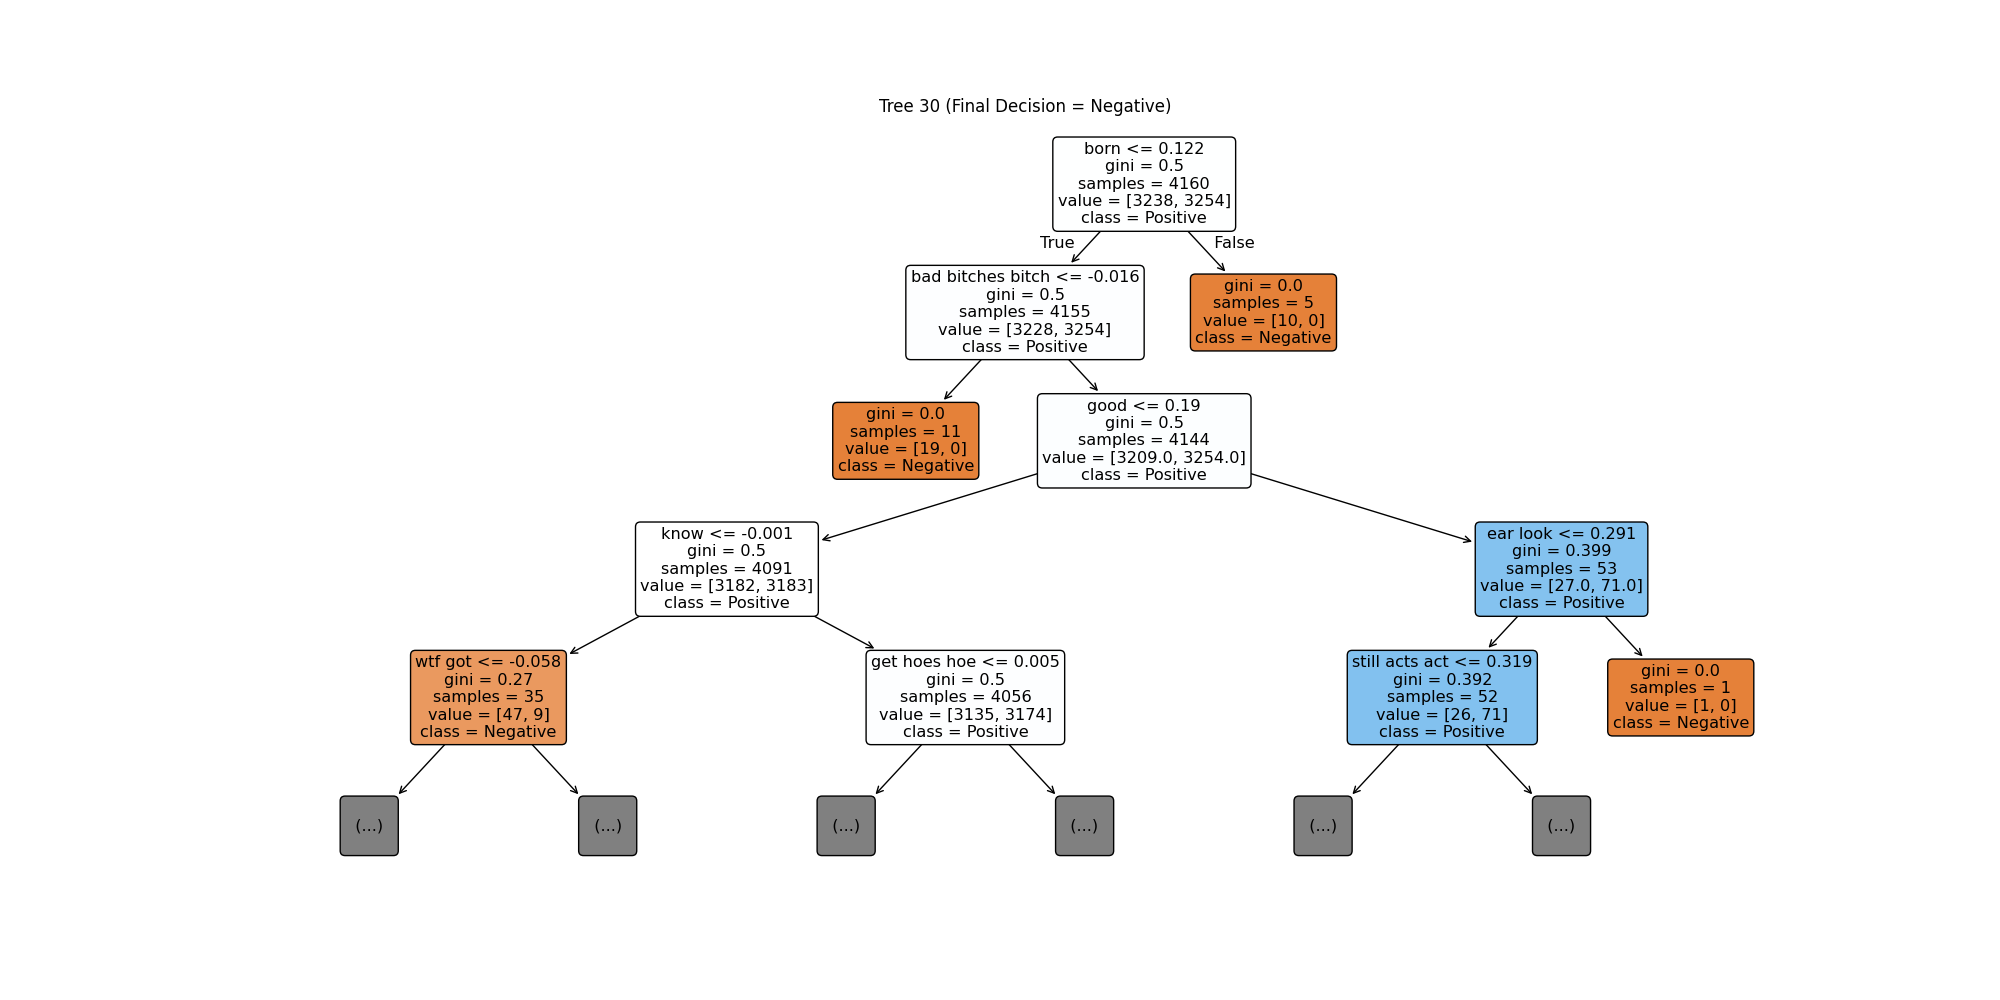 Tree 30 (Final Decision = Negative)
born <= 0.122
gini = 0.5
samples = 4160
value = [3238, 3254]
class = Positive
True
False
bad bitches bitch <= -0.016
gini = 0.5
samples = 4155
value = [3228, 3254]
class = Positive
gini = 0.0
samples = 5
value = [10, 0]
class = Negative
gini = 0.0
samples = 11
value = [19, 0]
class = Negative
good <= 0.19
gini = 0.5
samples = 4144
value = [3209.0, 3254.0]
class = Positive
know <= -0.001
gini = 0.5
samples = 4091
value = [3182, 3183]
class = Positive
ear look <= 0.291
gini = 0.399
samples = 53
value = [27.0, 71.0]
class = Positive
wtf got <= -0.058
gini = 0.27
samples = 35
value = [47, 9]
class = Negative
get hoes hoe <= 0.005
gini = 0.5
samples = 4056
value = [3135, 3174]
class = Positive
still acts act <= 0.319
gini = 0.392
samples = 52
value = [26, 71]
class = Positive
gini = 0.0
samples = 1
value = [1, 0]
class = Negative
(...)
(...)
(...)
(...)
(...)
(...)